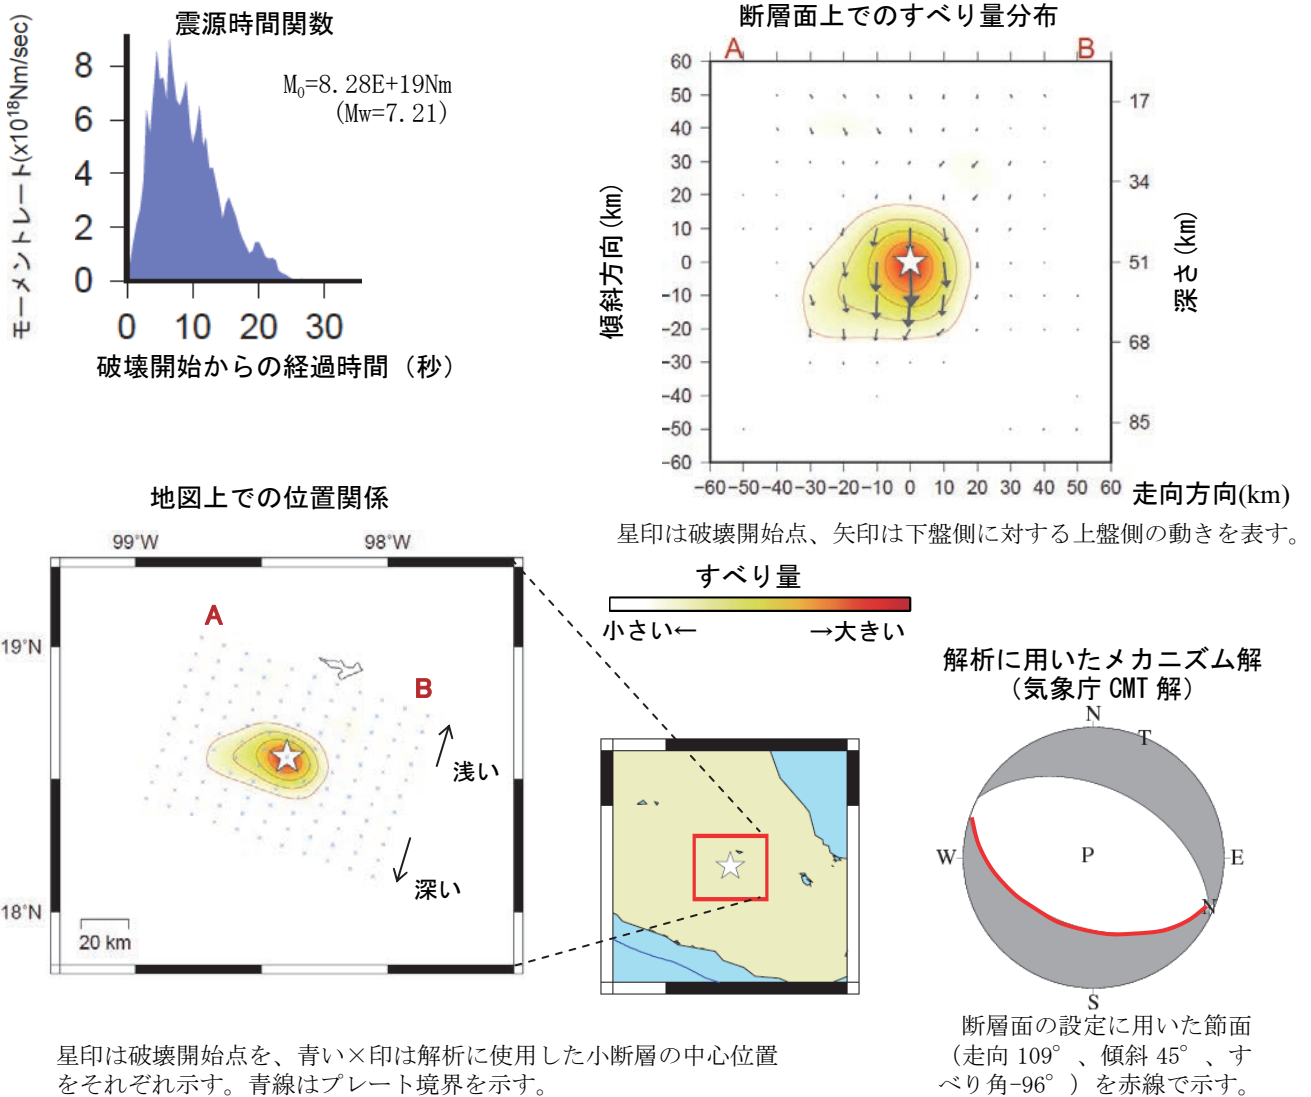 震源時間関数
モーメントレート(x10¹⁸Nm/sec)
8
6
4
2
0
M₀=8.28E+19Nm
(Mw=7.21)
0 10 20 30
破壊開始からの経過時間（秒）
断層面上でのすべり量分布
A B
傾斜方向(km)
60
50
40
30
20
10
0
−10
−20
−30
−40
−50
−60
17
34
51
68
85
深さ(km)
−60−50−40−30−20−10 0 10 20 30 40 50 60
走向方向(km)
星印は破壊開始点、矢印は下盤側に対する上盤側の動きを表す。
地図上での位置関係
99°W 98°W
19°N
18°N
A
B
浅い
深い
20 km
すべり量
小さい← →大きい
解析に用いたメカニズム解
（気象庁 CMT 解）
N
T
W P E
N
S
断層面の設定に用いた節面
（走向 109°、傾斜 45°、す
べり角-96°）を赤線で示す。
星印は破壊開始点を、青い×印は解析に使用した小断層の中心位置
をそれぞれ示す。青線はプレート境界を示す。